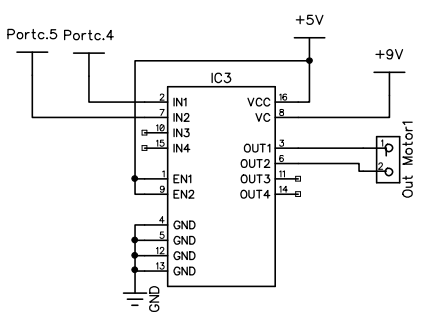 +5V
Portc.5 Portc.4
+9V
IC3
2 IN1 VCC 16
7 IN2 VC 8
10 IN3
15 IN4 OUT1 3
OUT2 6
1 EN1 OUT3 11
9 EN2 OUT4 14
4 GND
5 GND
12 GND
13 GND
1
2
Out Motor1
GND